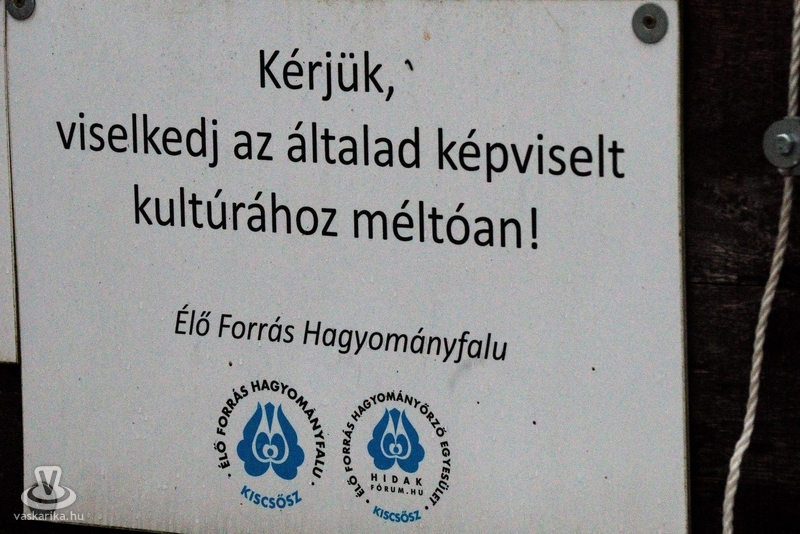 Kérjük,
viselkedj az általad képviselt
kultúrához méltóan!
Élő Forrás Hagyományfalu
· ÉLŐ FORRÁS HAGYOMÁNYFALU ·
KISCSŐSZ
· ÉLŐ FORRÁS HAGYOMÁNYŐRZŐ EGYESÜLET ·
HIDAK
FÓRUM.HU
KISCSŐSZ
vaskarika.hu